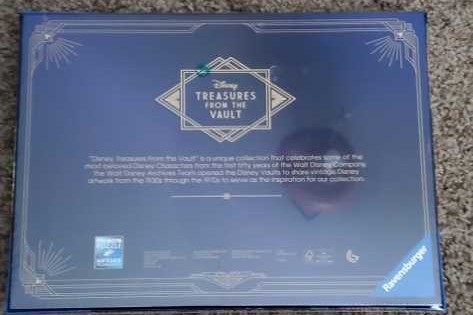 Disney
TREASURES
FROM THE
VAULT
"Disney Treasures from the Vault" is a unique collection that celebrates some of the
most beloved Disney Characters from the first fifty years of the Walt Disney Company.
The Walt Disney Archives Team opened the Disney Vaults to share vintage Disney
artwork from the 1930s through the 1970s to serve as the inspiration for our collection.
PUZZLE
Ravensburger